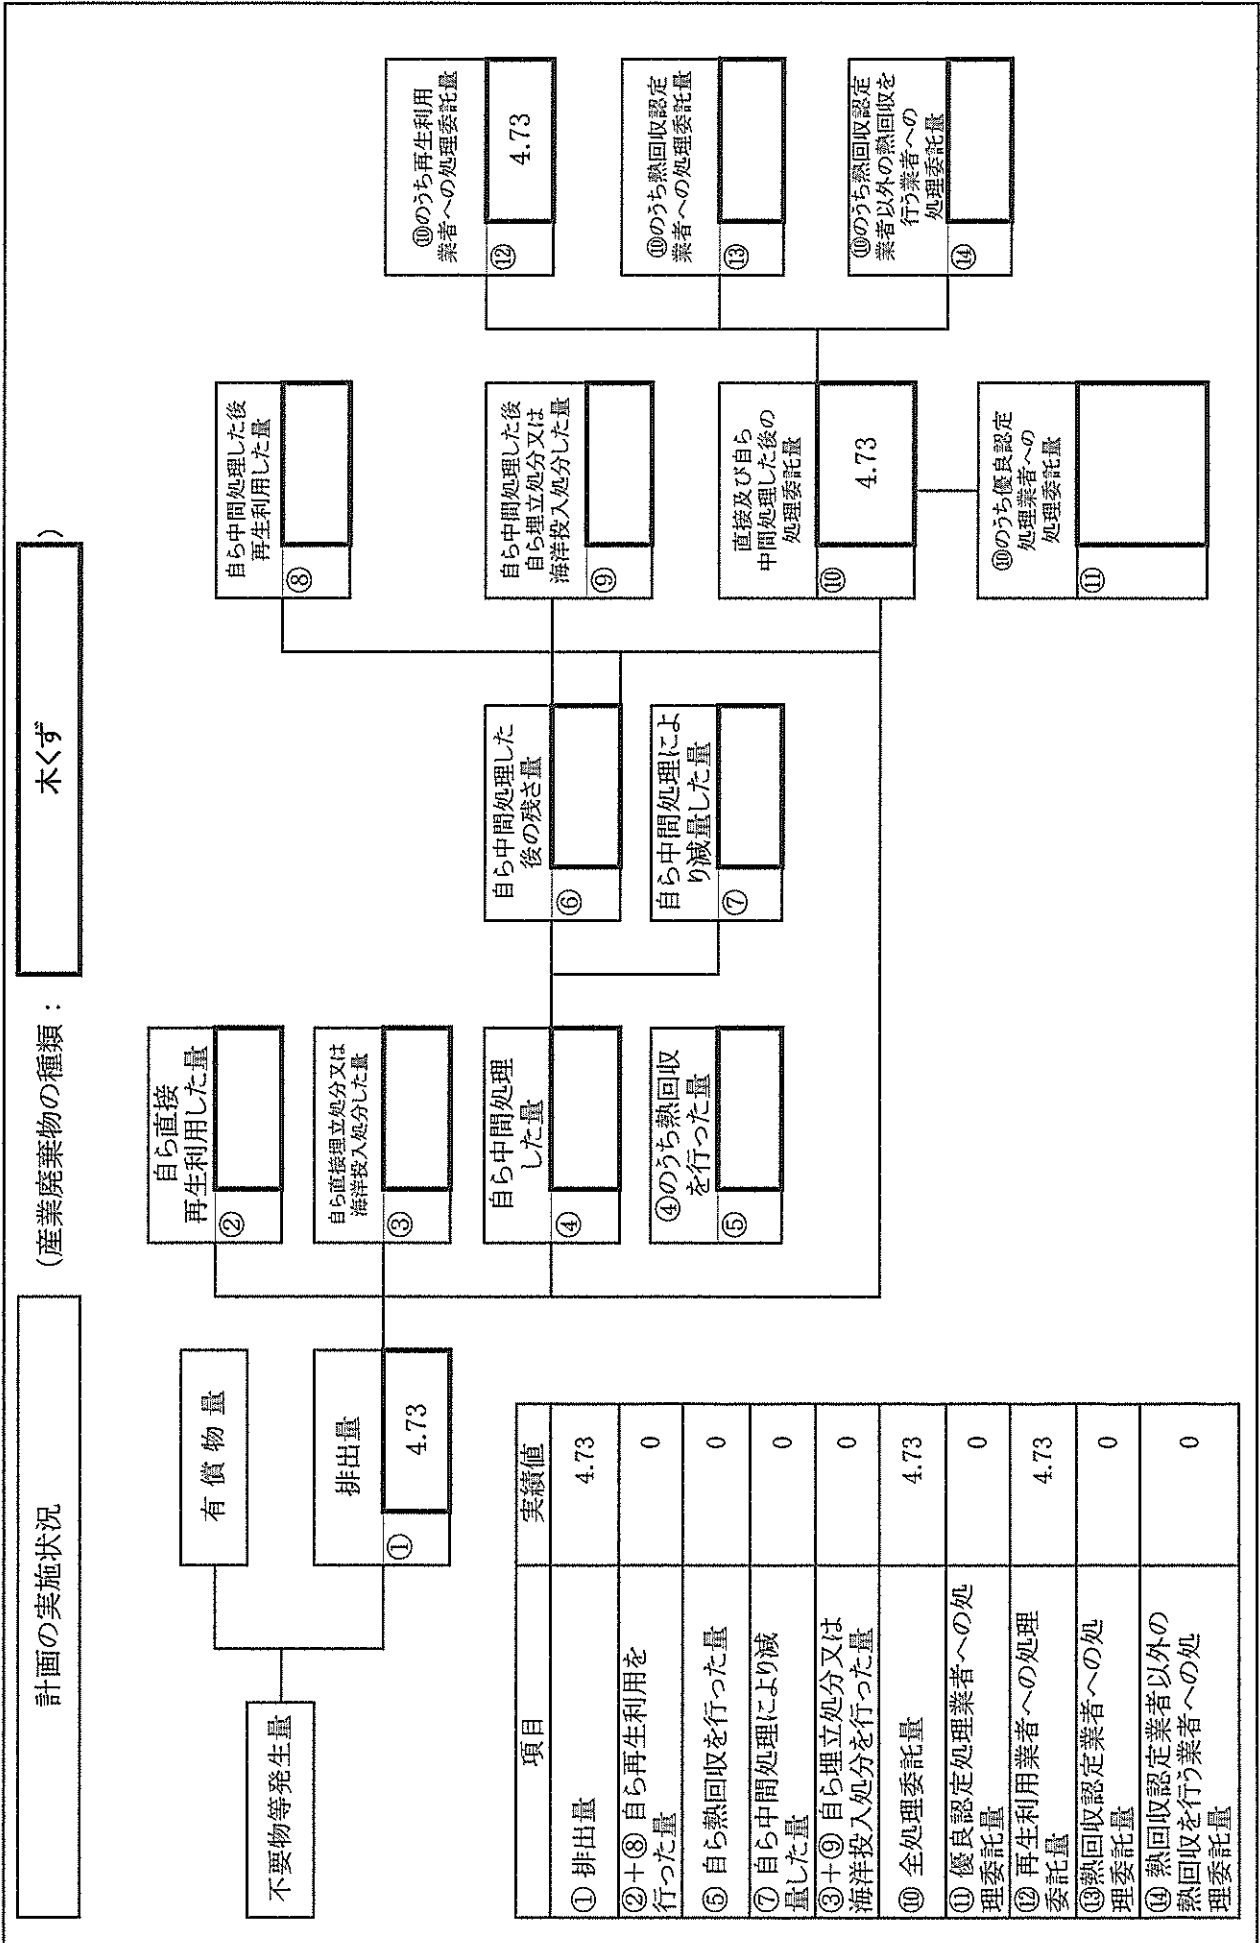 計画の実施状況
(産業廃棄物の種類：
木くず
)
不要物等発生量
有 償 物 量
排出量
①
4.73
自ら直接
再生利用した量
②
自ら直接埋立処分又は
海洋投入処分した量
③
自ら中間処理
した量
④
④のうち熱回収
を行った量
⑤
自ら中間処理した
後の残さ量
⑥
自ら中間処理によ
り減量した量
⑦
自ら中間処理した後
再生利用した量
⑧
自ら中間処理した後
自ら埋立処分又は
海洋投入処分した量
⑨
直接及び自ら
中間処理した後の
処理委託量
⑩
4.73
⑩のうち優良認定
処理業者への
処理委託量
⑪
⑩のうち再生利用
業者への処理委託量
⑫
4.73
⑩のうち熱回収認定
業者への処理委託量
⑬
⑩のうち熱回収認定
業者以外の熱回収を
行う業者への
処理委託量
⑭
項目
実績値
① 排出量
4.73
②＋⑧ 自ら再生利用を
行った量
0
⑤ 自ら熱回収を行った量
0
⑦ 自ら中間処理により減
量した量
0
③＋⑨ 自ら埋立処分又は
海洋投入処分を行った量
0
⑩ 全処理委託量
4.73
⑪ 優良認定処理業者への処
理委託量
0
⑫ 再生利用業者への処理
委託量
4.73
⑬熱回収認定業者への処
理委託量
0
⑭ 熱回収認定業者以外の
熱回収を行う業者への処
理委託量
0